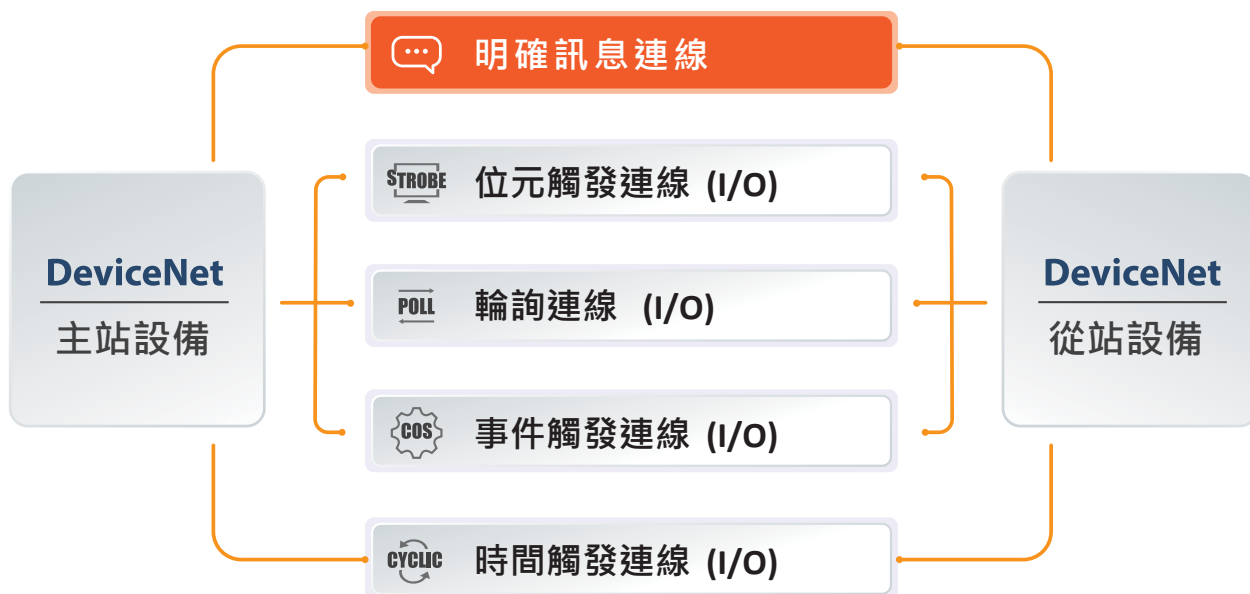 明確訊息連線
STROBE
位元觸發連線 (I/O)
DeviceNet
主站設備
POLL
輪詢連線 (I/O)
DeviceNet
從站設備
COS
事件觸發連線 (I/O)
CYCLIC
時間觸發連線 (I/O)